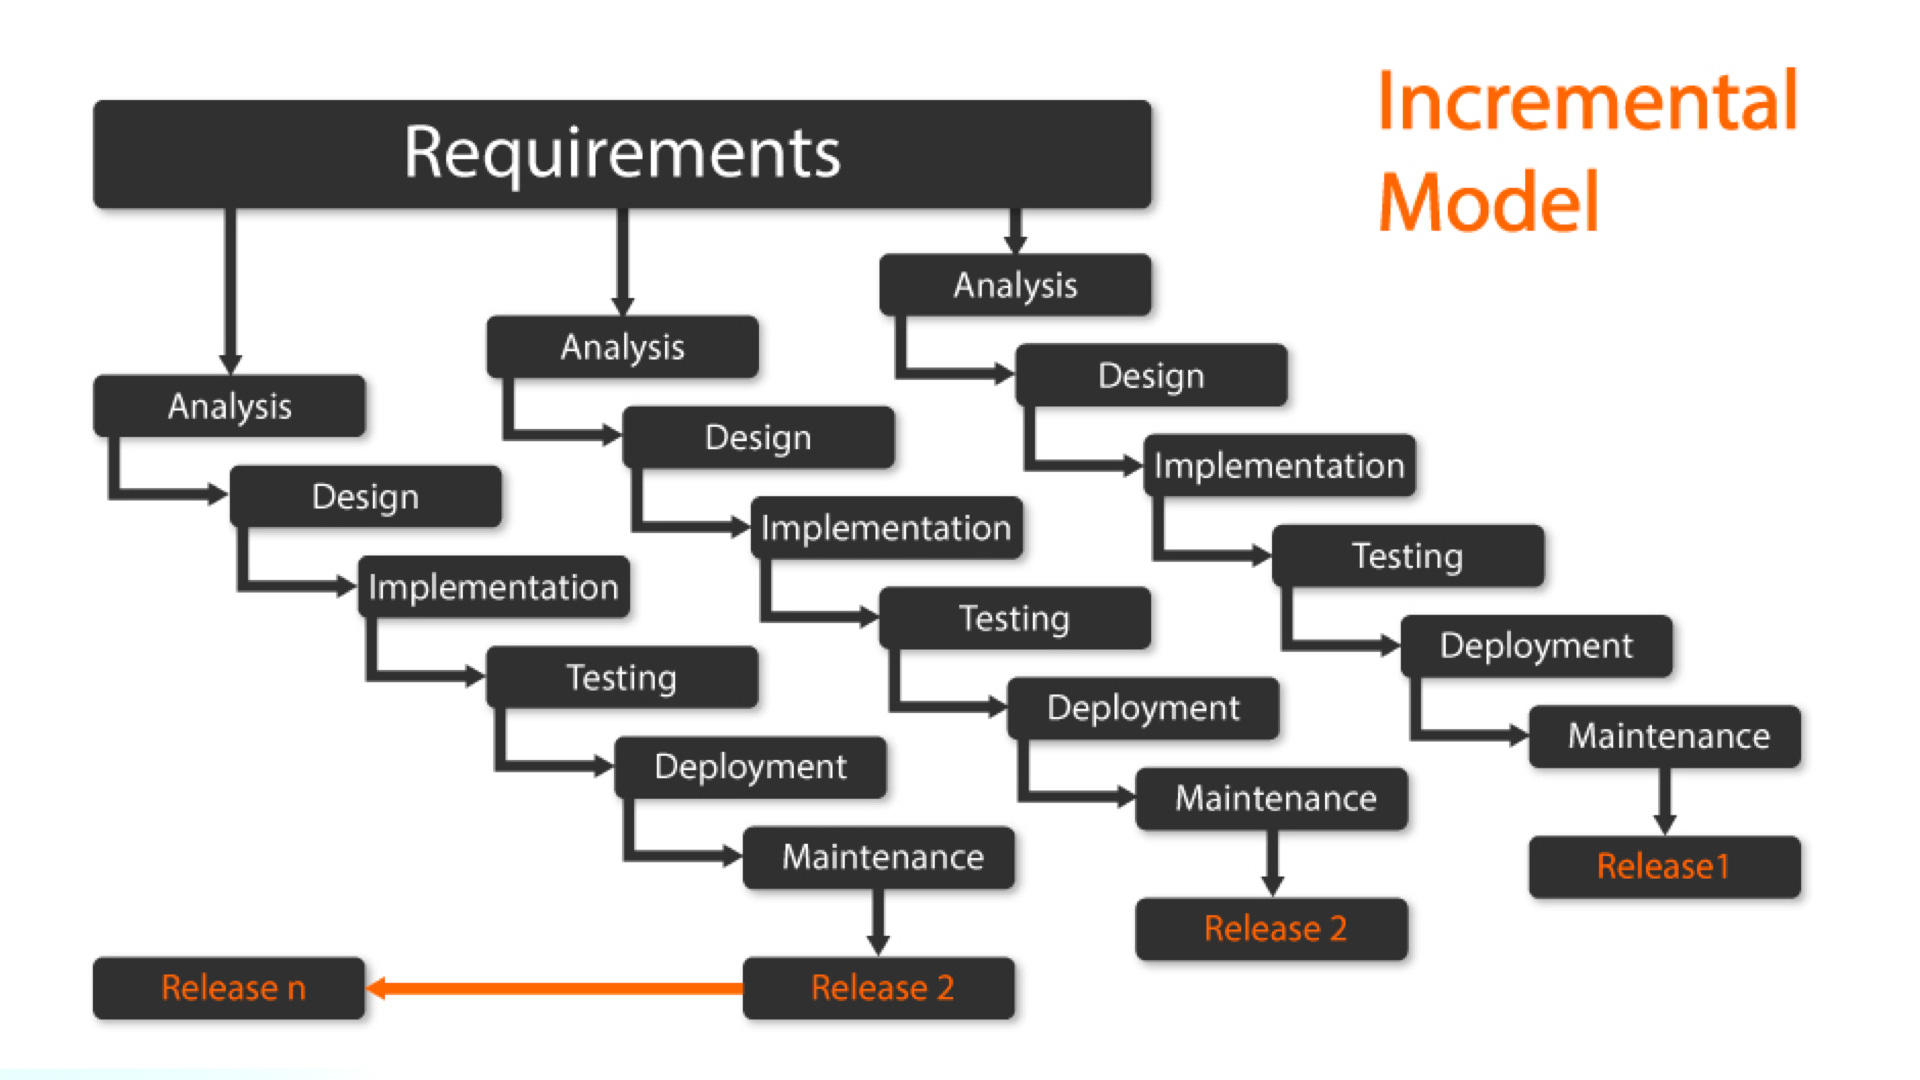 Incremental
Model
Requirements
Analysis
Design
Implementation
Testing
Deployment
Maintenance
Release 2
Release n
Analysis
Design
Implementation
Testing
Deployment
Maintenance
Release 2
Analysis
Design
Implementation
Testing
Deployment
Maintenance
Release1